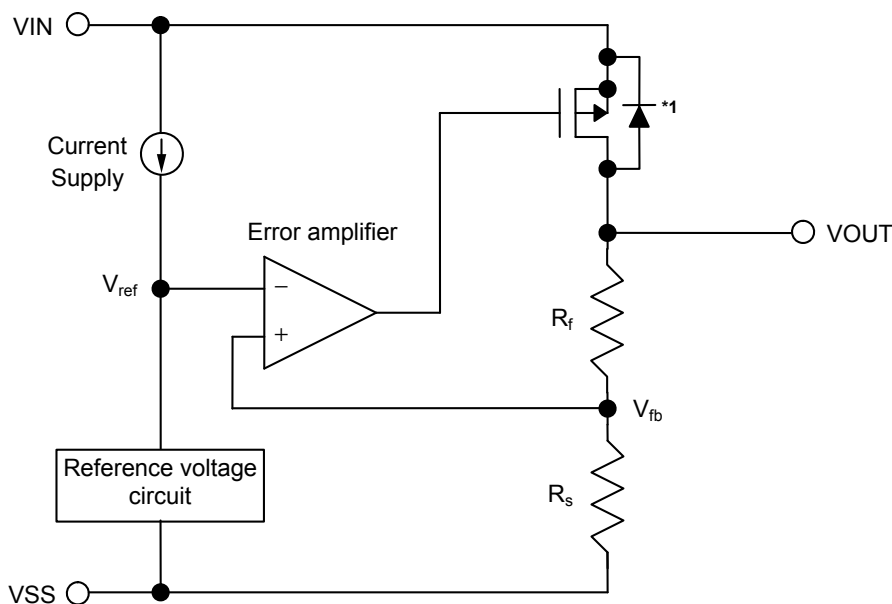 VIN
*1
Current
Supply
Error amplifier
VOUT
Vref
−
+
Rf
Vfb
Reference voltage
circuit
Rs
VSS